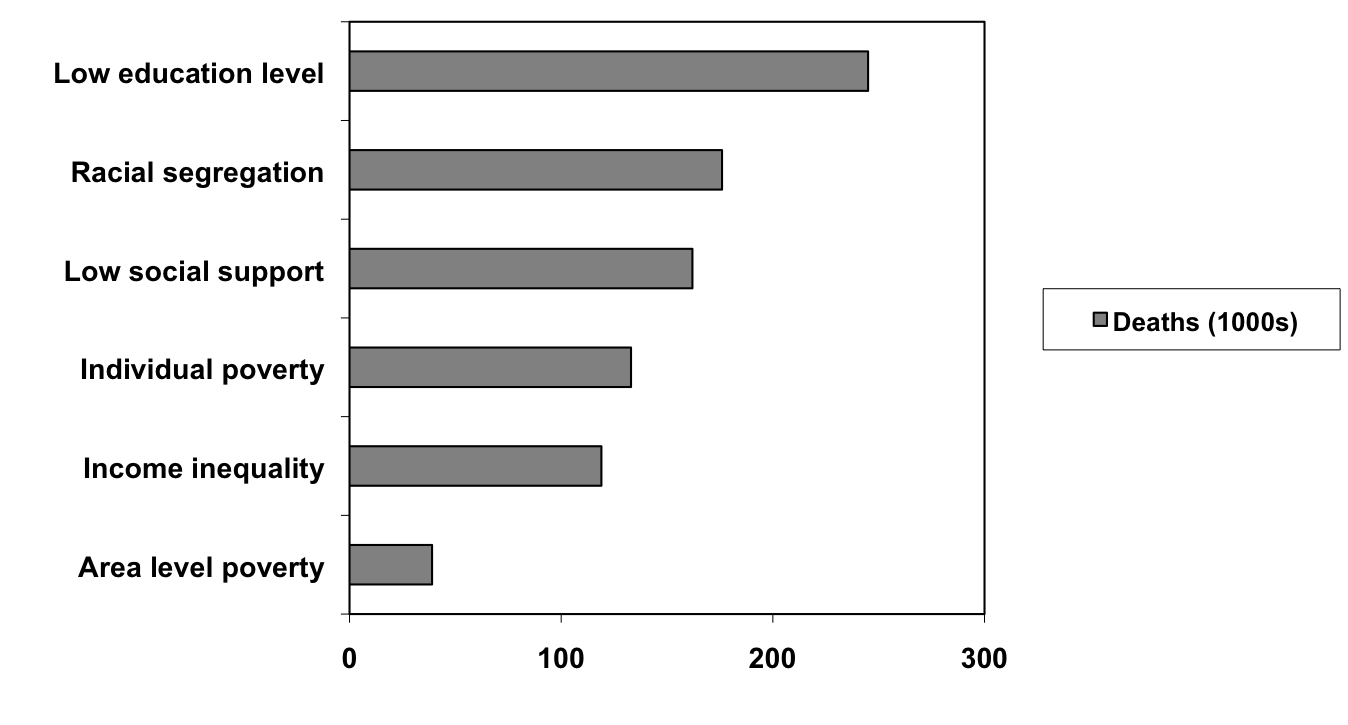 Low education level
Racial segregation
Low social support
Individual poverty
Income inequality
Area level poverty
0 100 200 300
Deaths (1000s)